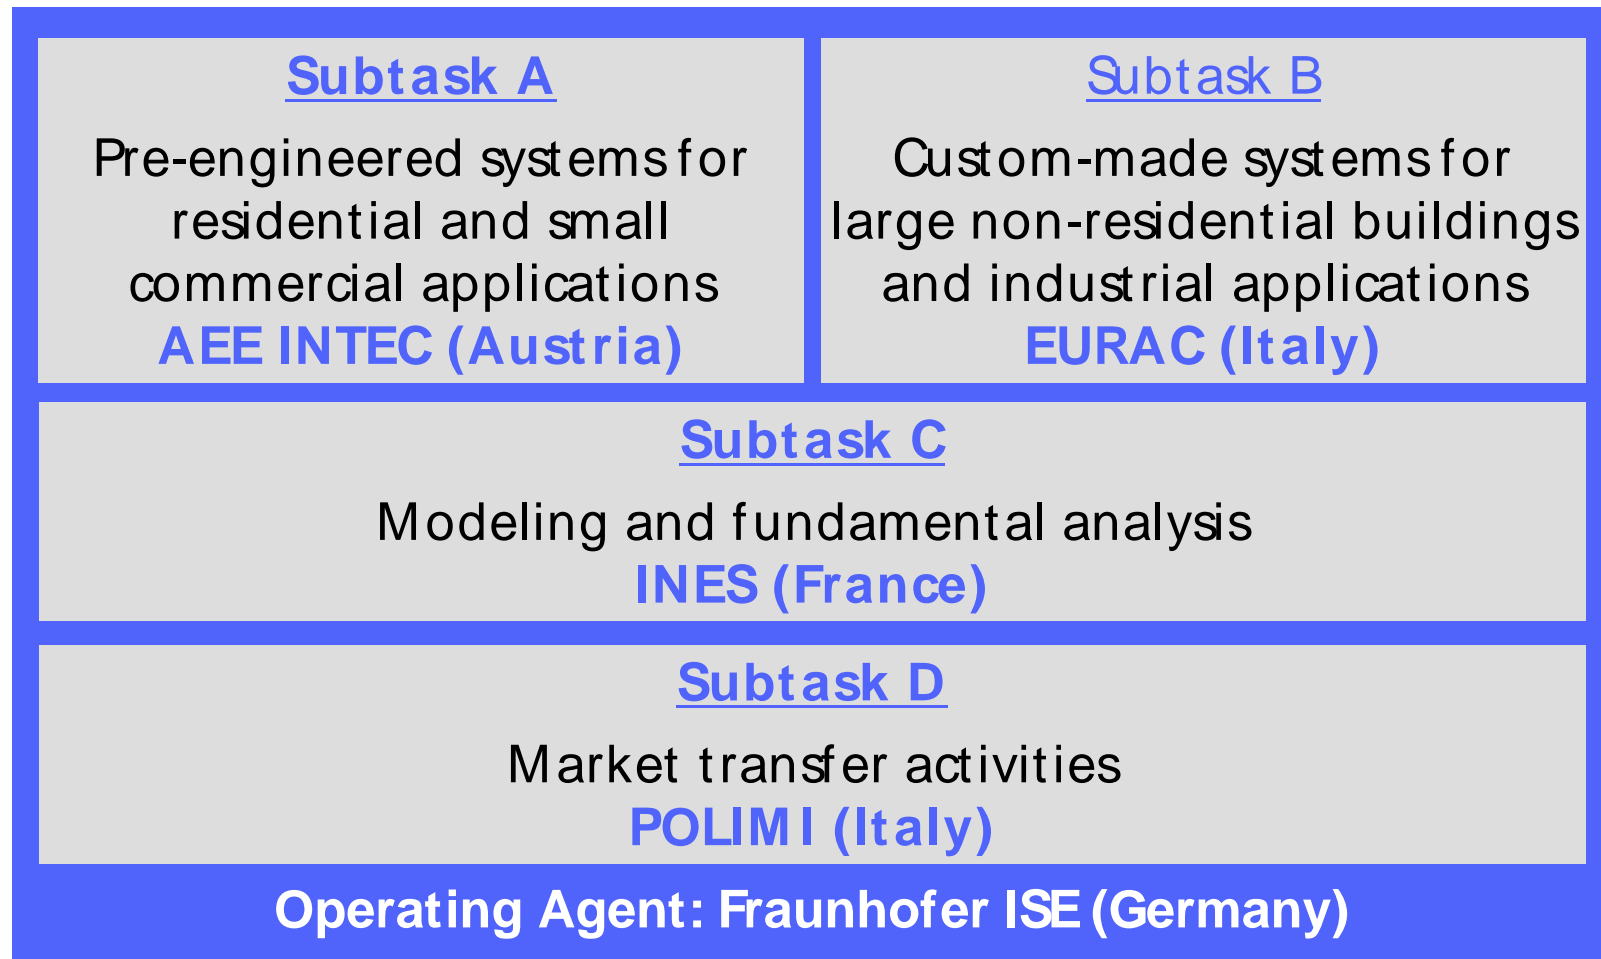 Subtask A
Pre-engineered systems for
residential and small
commercial applications
AEE INTEC (Austria)
Subtask B
Custom-made systems for
large non-residential buildings
and industrial applications
EURAC (Italy)
Subtask C
Modeling and fundamental analysis
INES (France)
Subtask D
Market transfer activities
POLIMI (Italy)
Operating Agent: Fraunhofer ISE (Germany)